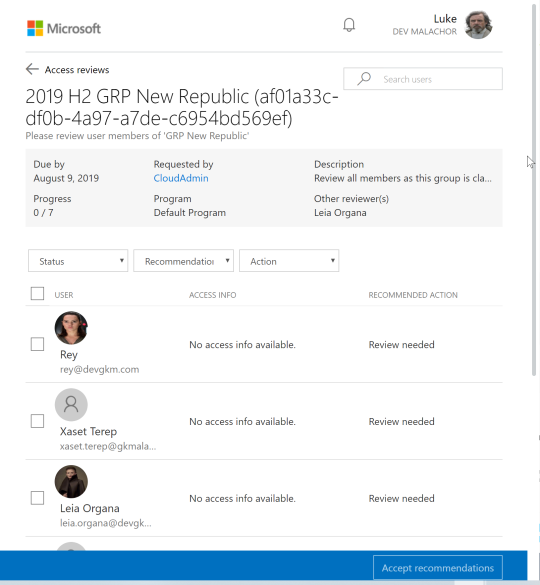 Microsoft
Luke
DEV MALACHOR
Access reviews
Search users
2019 H2 GRP New Republic (af01a33c-
df0b-4a97-a7de-c6954bd569ef)
Please review user members of 'GRP New Republic'
Due by
August 9, 2019
Requested by
CloudAdmin
Description
Review all members as this group is cla...
Progress
0 / 7
Program
Default Program
Other reviewer(s)
Leia Organa
Status
Recommendation
Action
USER
ACCESS INFO
RECOMMENDED ACTION
Rey
rey@devgkm.com
No access info available.
Review needed
Xaset Terep
xaset.terep@gkmala...
No access info available.
Review needed
Leia Organa
leia.organa@devgk...
No access info available.
Review needed
Accept recommendations